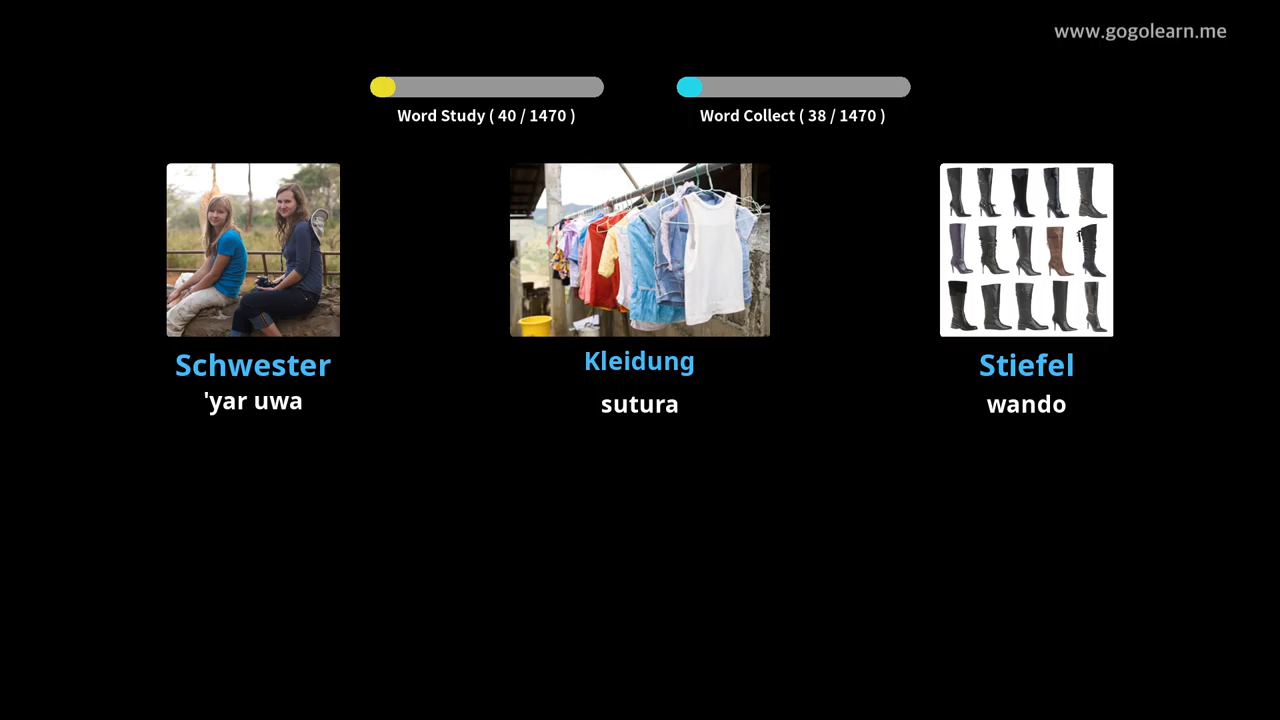 www.gogolearn.me
Word Study ( 40 / 1470 )
Word Collect ( 38 / 1470 )
Schwester
'yar uwa
Kleidung
sutura
Stiefel
wando